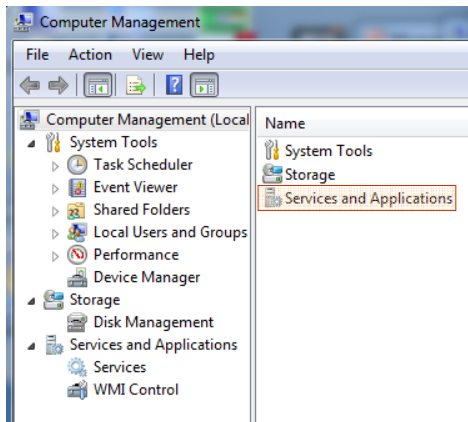 Computer Management
File Action View Help
Computer Management (Local
System Tools
Task Scheduler
Event Viewer
Shared Folders
Local Users and Groups
Performance
Device Manager
Storage
Disk Management
Services and Applications
Services
WMI Control
Name
System Tools
Storage
Services and Applications